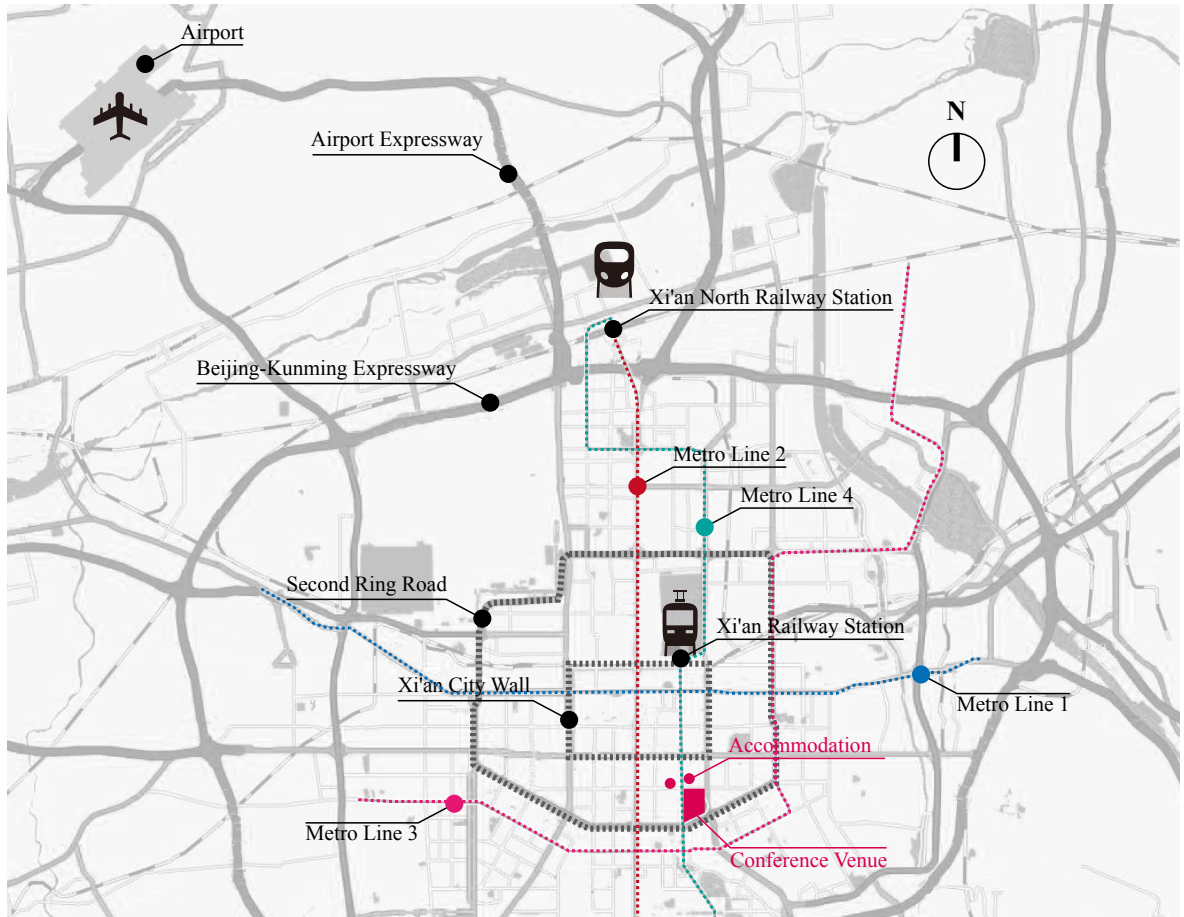 Airport
N
Airport Expressway
Xi'an North Railway Station
Beijing-Kunming Expressway
Metro Line 2
Metro Line 4
Second Ring Road
Xi'an Railway Station
Xi'an City Wall
Metro Line 1
Accommodation
Metro Line 3
Conference Venue